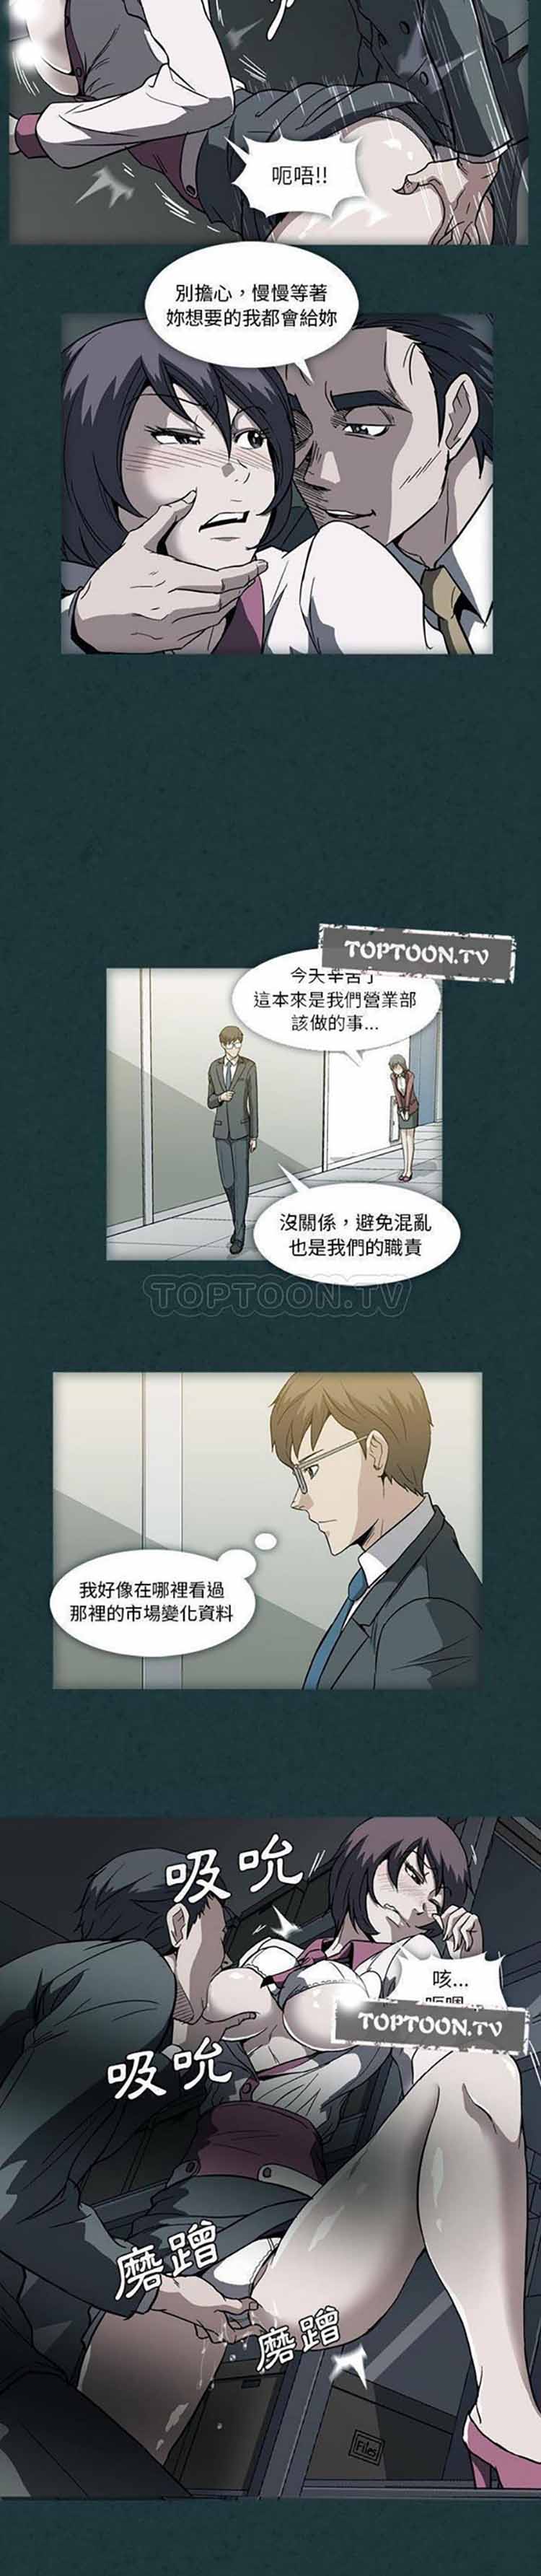 呃唔!!
別擔心，慢慢等著
妳想要的我都會給妳
TOPTOON.TV
今天辛苦了
這本來是我們營業部
該做的事...
沒關係，避免混亂
也是我們的職責
TOPTOON.TV
我好像在哪裡看過
那裡的市場變化資料
吸吮
咳...
TOPTOON.TV
吸吮
磨蹭
磨蹭
Files